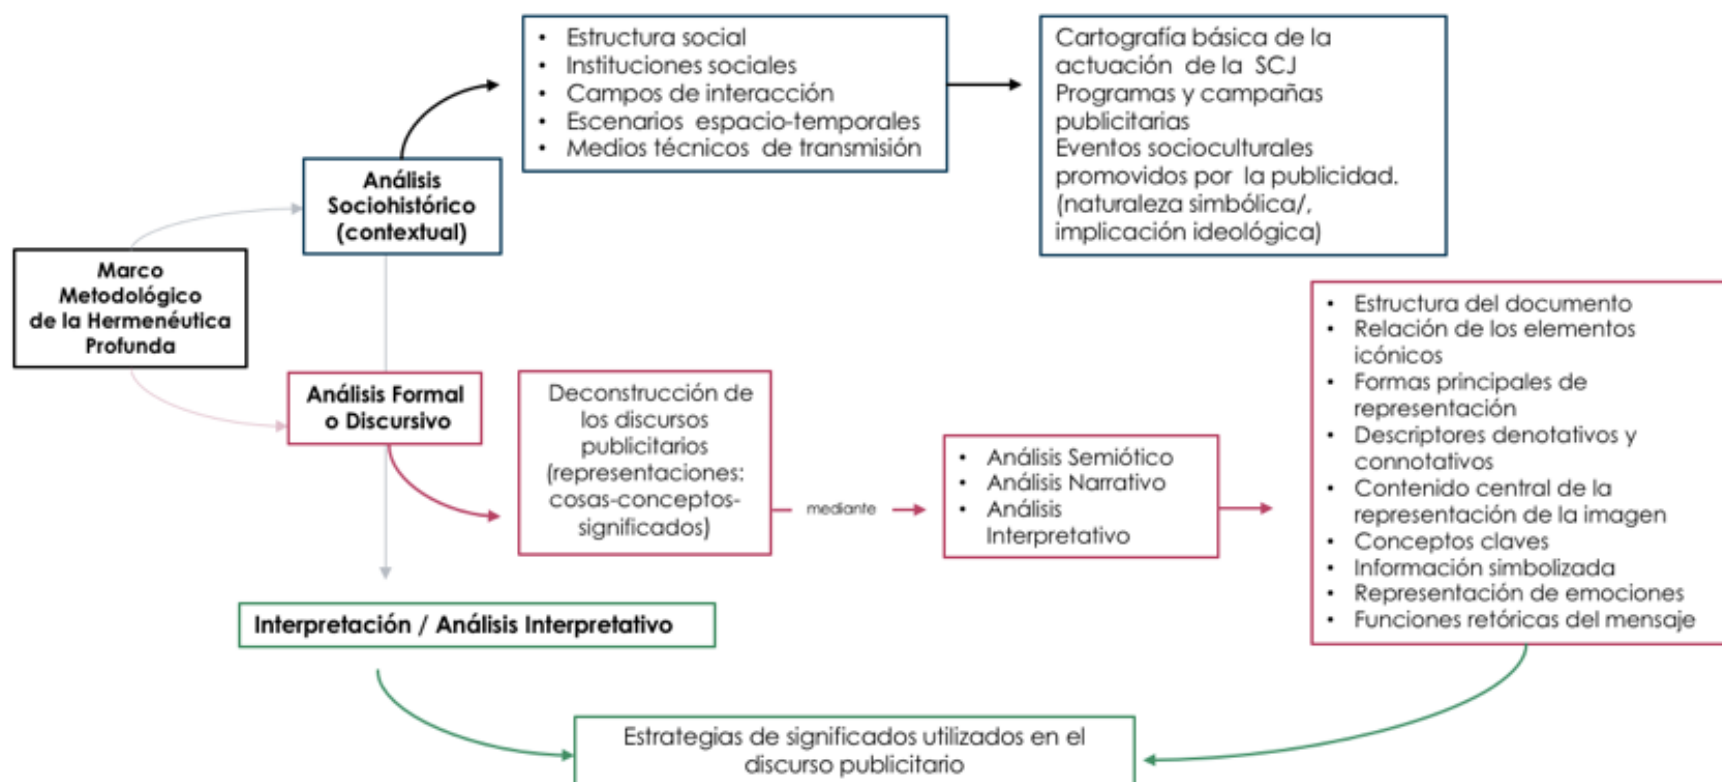 • Estructura social
• Instituciones sociales
• Campos de interacción
• Escenarios espacio-temporales
• Medios técnicos de transmisión
Cartografía básica de la
actuación de la SCJ
Programas y campañas
publicitarias
Eventos socioculturales
promovidos por la publicidad.
(naturaleza simbólica/,
implicación ideológica)
Análisis
Sociohistórico
(contextual)
Marco
Metodológico
de la Hermenéutica
Profunda
Análisis Formal
o Discursivo
Deconstrucción de
los discursos
publicitarios
(representaciones:
cosas-conceptos-
significados)
mediante
• Análisis Semiótico
• Análisis Narrativo
• Análisis
Interpretativo
• Estructura del documento
• Relación de los elementos
icónicos
• Formas principales de
representación
• Descriptores denotativos y
connotativos
• Contenido central de la
representación de la imagen
• Conceptos claves
• Información simbolizada
• Representación de emociones
• Funciones retóricas del mensaje
Interpretación / Análisis Interpretativo
Estrategias de significados utilizados en el
discurso publicitario